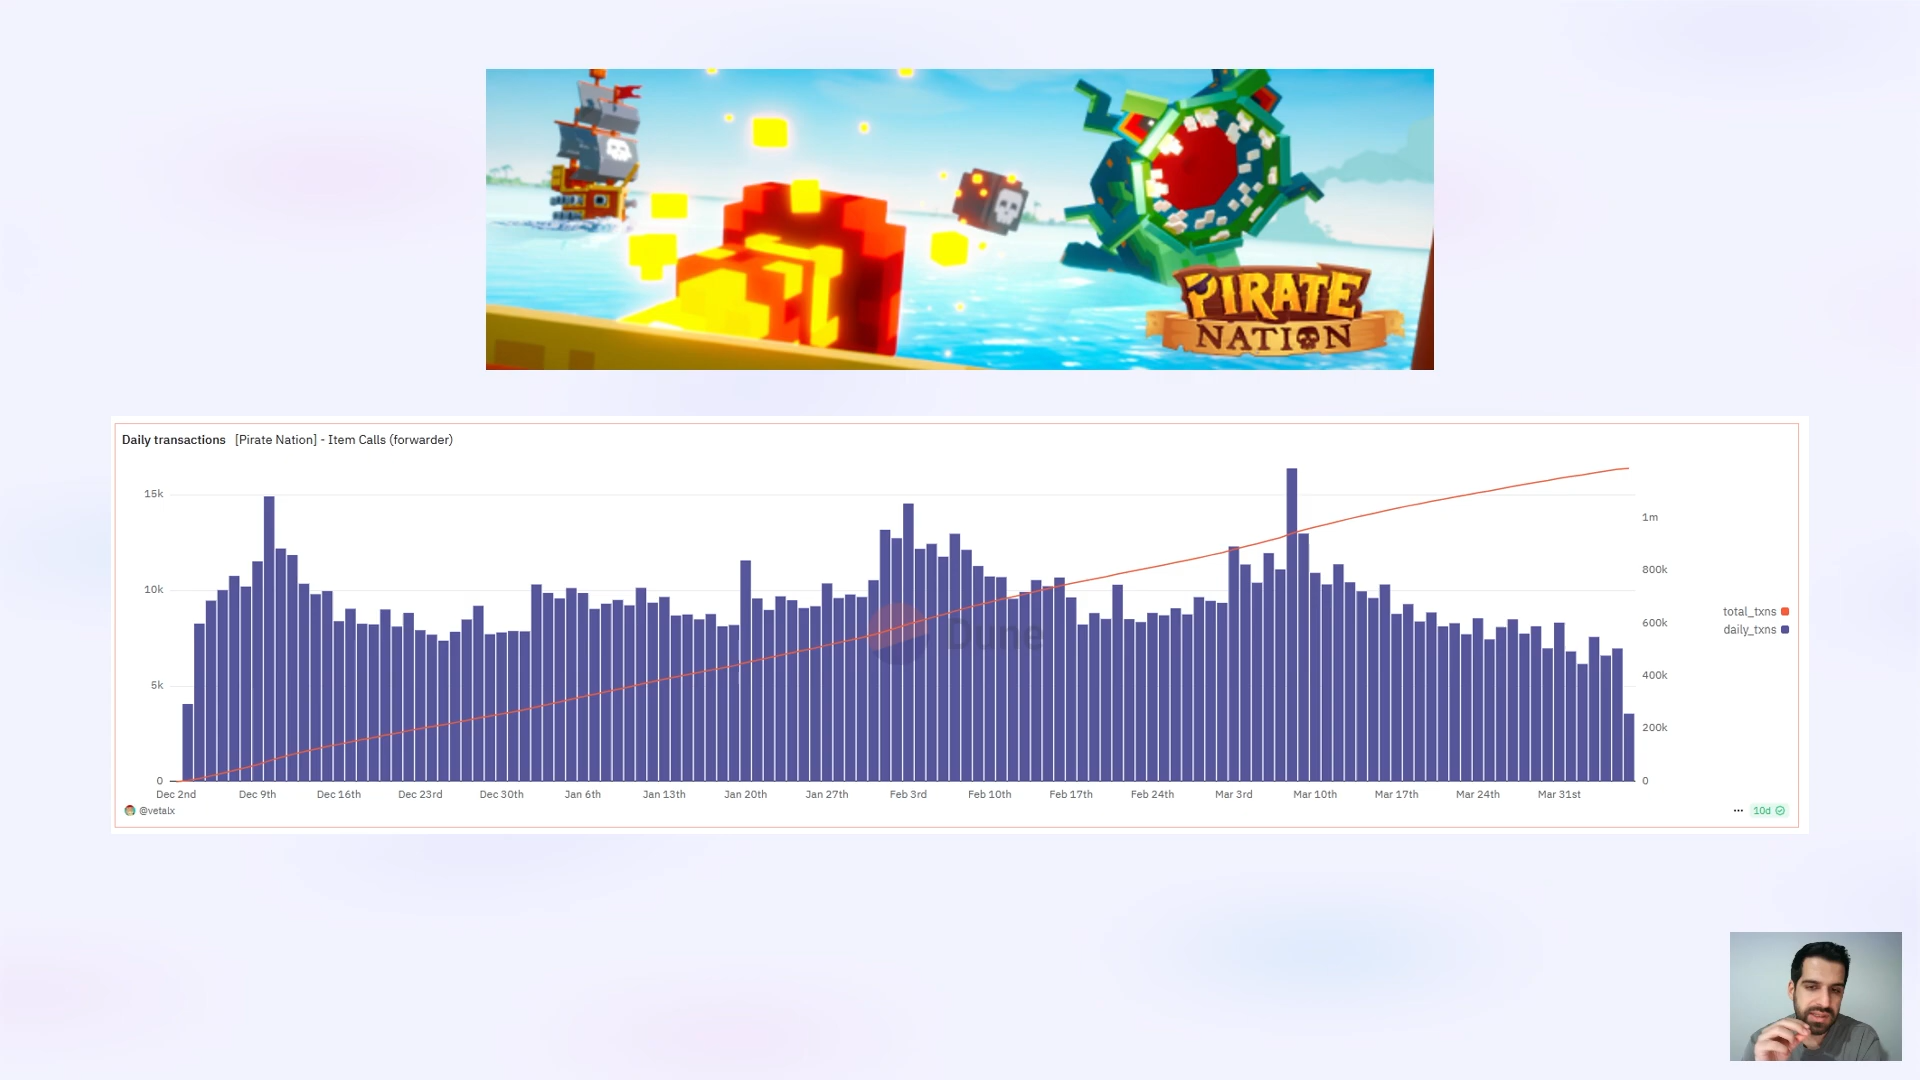 PIRATE
NATION
Daily transactions [Pirate Nation] - Item Calls (forwarder)
15k
10k
5k
0
1m
800k
600k
400k
200k
0
Dune
total_txns
daily_txns
Dec 2nd Dec 9th Dec 16th Dec 23rd Dec 30th Jan 6th Jan 13th Jan 20th Jan 27th Feb 3rd Feb 10th Feb 17th Feb 24th Mar 3rd Mar 10th Mar 17th Mar 24th Mar 31st
@vetalx
10d